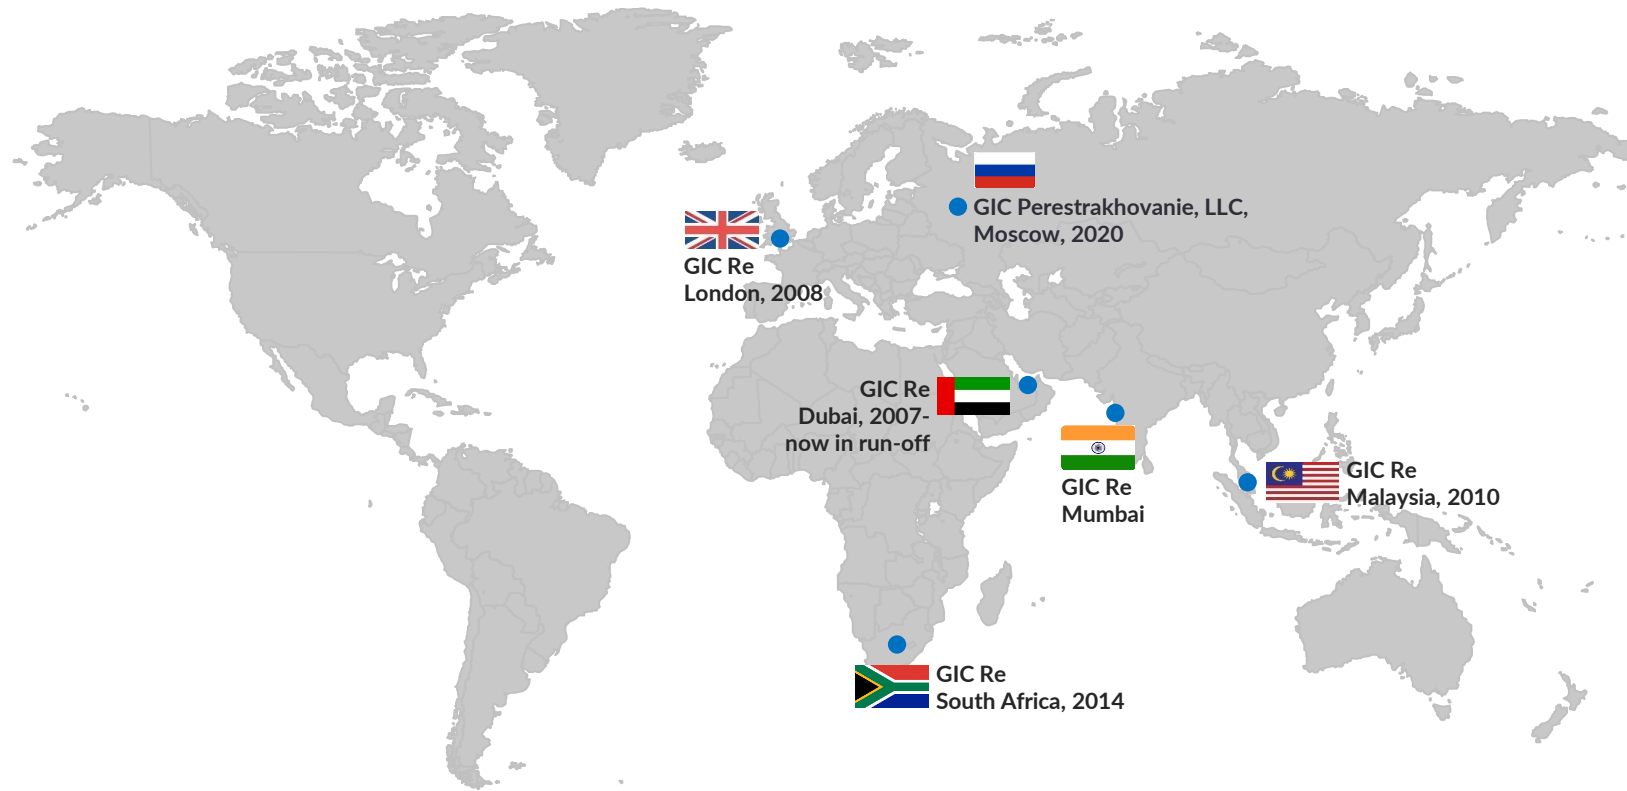 GIC Perestrakhovanie, LLC,
Moscow, 2020
GIC Re
London, 2008
GIC Re
Dubai, 2007-
now in run-off
GIC Re
Mumbai
GIC Re
Malaysia, 2010
GIC Re
South Africa, 2014